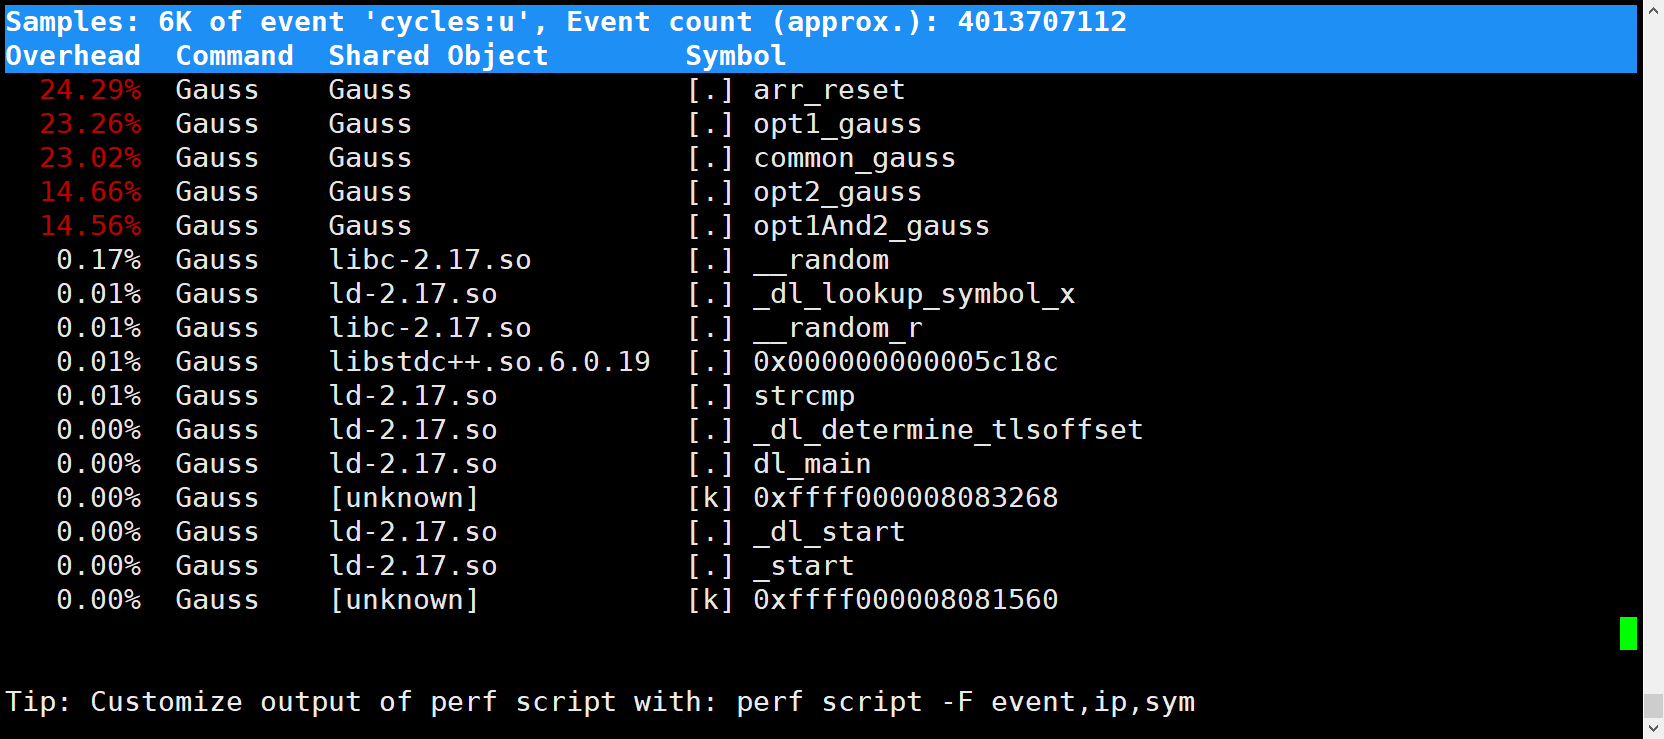 Samples: 6K of event 'cycles:u', Event count (approx.): 4013707112
Overhead  Command  Shared Object        Symbol
  24.29%  Gauss    Gauss                [.] arr_reset
  23.26%  Gauss    Gauss                [.] opt1_gauss
  23.02%  Gauss    Gauss                [.] common_gauss
  14.66%  Gauss    Gauss                [.] opt2_gauss
  14.56%  Gauss    Gauss                [.] opt1And2_gauss
   0.17%  Gauss    libc-2.17.so         [.] __random
   0.01%  Gauss    ld-2.17.so           [.] _dl_lookup_symbol_x
   0.01%  Gauss    libc-2.17.so         [.] __random_r
   0.01%  Gauss    libstdc++.so.6.0.19  [.] 0x000000000005c18c
   0.01%  Gauss    ld-2.17.so           [.] strcmp
   0.00%  Gauss    ld-2.17.so           [.] _dl_determine_tlsoffset
   0.00%  Gauss    ld-2.17.so           [.] dl_main
   0.00%  Gauss    [unknown]            [k] 0xffff000008083268
   0.00%  Gauss    ld-2.17.so           [.] _dl_start
   0.00%  Gauss    ld-2.17.so           [.] _start
   0.00%  Gauss    [unknown]            [k] 0xffff000008081560
Tip: Customize output of perf script with: perf script -F event,ip,sym